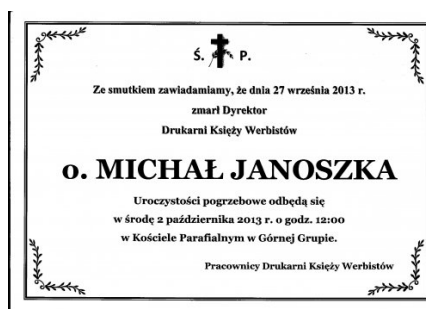 Ś. P.
Ze smutkiem zawiadamiamy, że dnia 27 września 2013 r.
zmarł Dyrektor
Drukarni Księży Werbistów
o. MICHAŁ JANOSZKA
Uroczystości pogrzebowe odbędą się
w środę 2 października 2013 r. o godz. 12:00
w Kościele Parafialnym w Górnej Grupie.
Pracownicy Drukarni Księży Werbistów